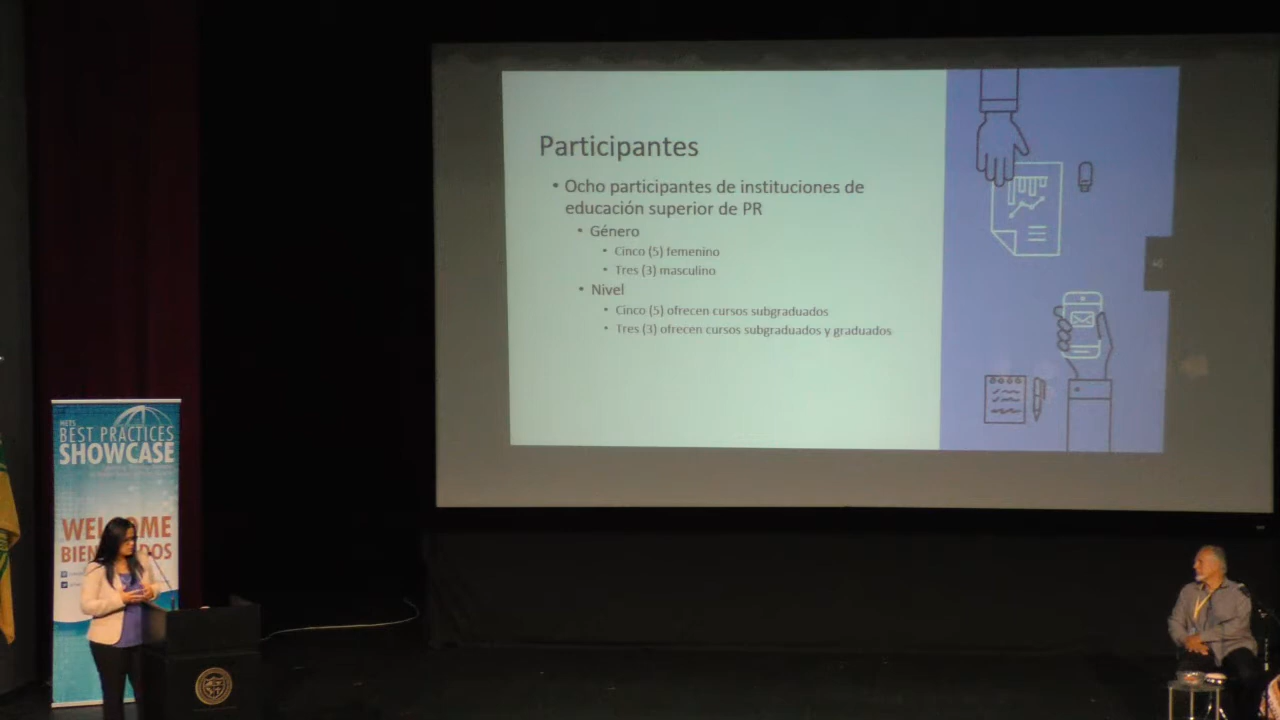 Participantes
• Ocho participantes de instituciones de
educación superior de PR
• Género
• Cinco (5) femenino
• Tres (3) masculino
• Nivel
• Cinco (5) ofrecen cursos subgraduados
• Tres (3) ofrecen cursos subgraduados y graduados
HETS
BEST PRACTICES
SHOWCASE